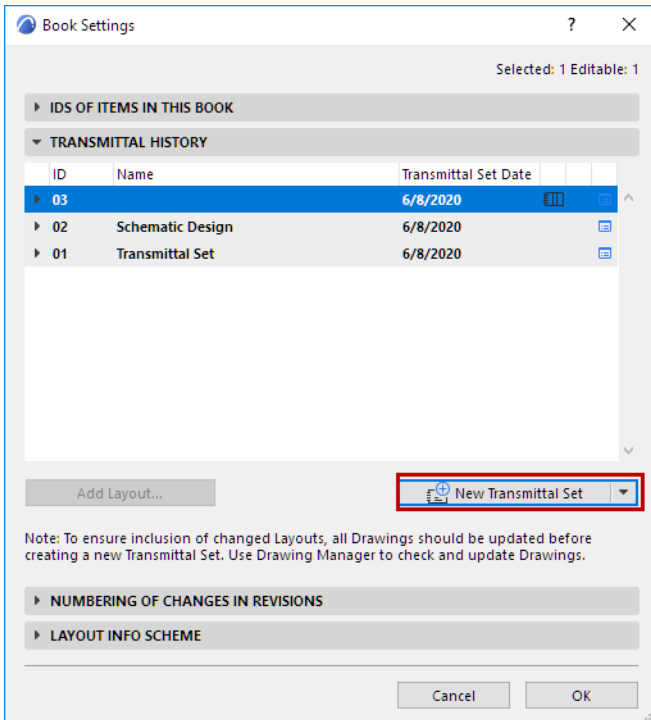 Book Settings
?
Selected: 1 Editable: 1
IDS OF ITEMS IN THIS BOOK
TRANSMITTAL HISTORY
ID Name Transmittal Set Date
03 6/8/2020
02 Schematic Design 6/8/2020
01 Transmittal Set 6/8/2020
Add Layout...
New Transmittal Set
Note: To ensure inclusion of changed Layouts, all Drawings should be updated before
creating a new Transmittal Set. Use Drawing Manager to check and update Drawings.
NUMBERING OF CHANGES IN REVISIONS
LAYOUT INFO SCHEME
Cancel OK